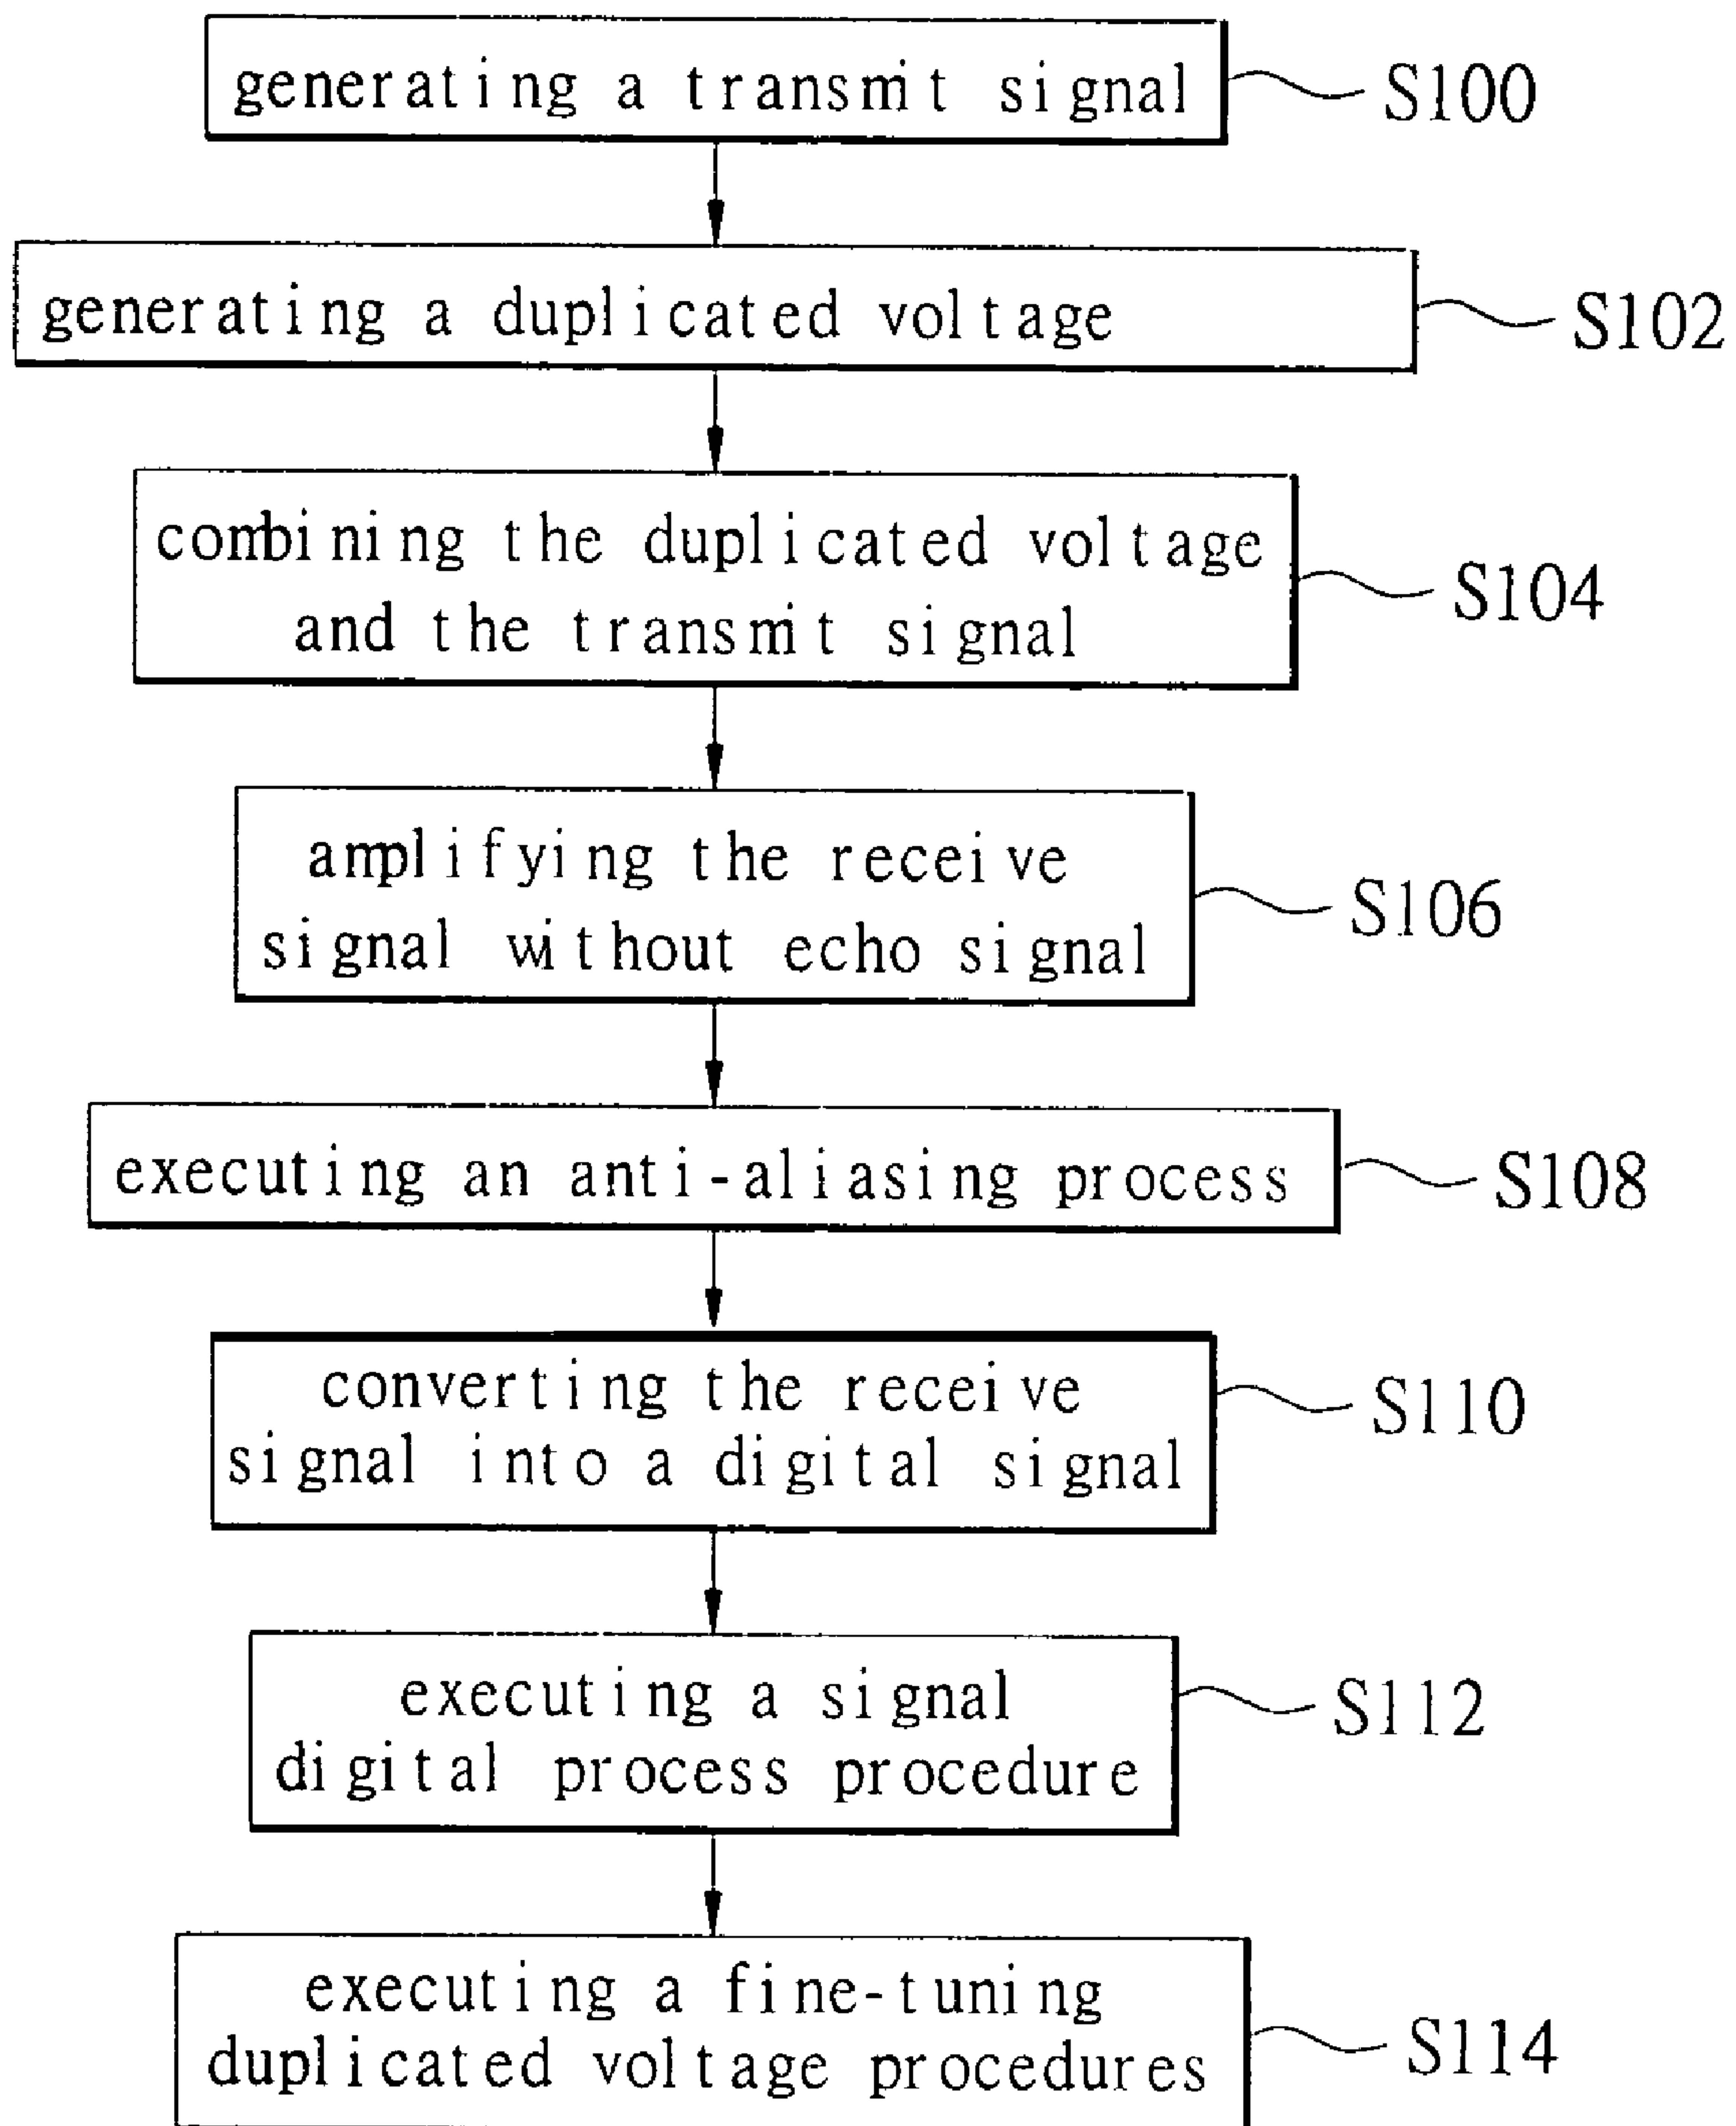 generating a transmit signal
S100
generating a duplicated voltage
S102
combining the duplicated voltage
and the transmit signal
S104
amplifying the receive
signal without echo signal
S106
executing an anti-aliasing process
S108
converting the receive
signal into a digital signal
S110
executing a signal
digital process procedure
S112
executing a fine-tuning
duplicated voltage procedures
S114